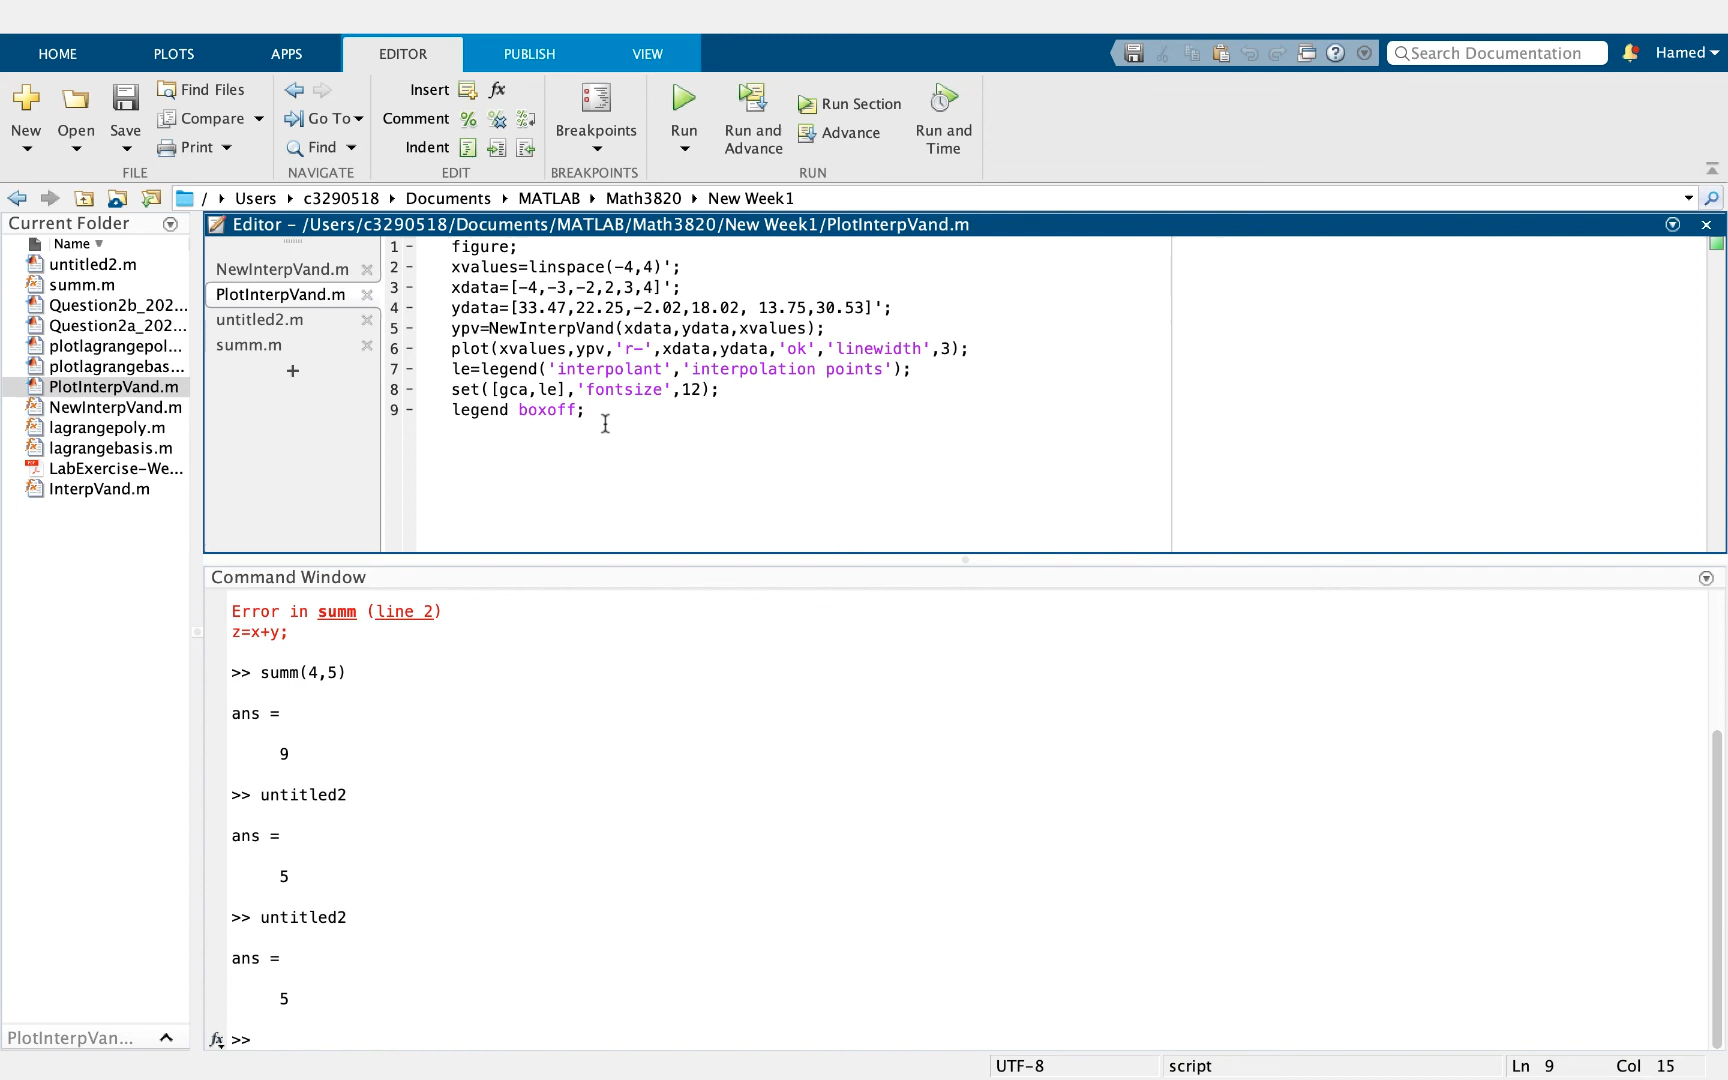 HOME PLOTS APPS EDITOR PUBLISH VIEW Search Documentation Hamed
New Open Save Find Files Compare Print
Go To Find
Insert fx
Comment
Indent
Breakpoints
Run Run and Advance Run Section Advance Run and Time
FILE NAVIGATE EDIT BREAKPOINTS RUN
/ Users c3290518 Documents MATLAB Math3820 New Week1
Current Folder
Name
untitled2.m
summ.m
Question2b_202...
Question2a_202...
plotlagrangepol...
plotlagrangebas...
PlotInterpVand.m
NewInterpVand.m
lagrangepoly.m
lagrangebasis.m
LabExercise-We...
InterpVand.m
PlotInterpVan...
Editor - /Users/c3290518/Documents/MATLAB/Math3820/New Week1/PlotInterpVand.m
NewInterpVand.m
PlotInterpVand.m
untitled2.m
summ.m
+
1 - figure;
2 - xvalues=linspace(-4,4)';
3 - xdata=[-4,-3,-2,2,3,4]';
4 - ydata=[33.47,22.25,-2.02,18.02, 13.75,30.53]';
5 - ypv=NewInterpVand(xdata,ydata,xvalues);
6 - plot(xvalues,ypv,'r-',xdata,ydata,'ok','linewidth',3);
7 - le=legend('interpolant','interpolation points');
8 - set([gca,le],'fontsize',12);
9 - legend boxoff;
Command Window
Error in summ (line 2)
z=x+y;
>> summ(4,5)
ans =
9
>> untitled2
ans =
5
>> untitled2
ans =
5
fx >>
UTF-8 script Ln 9 Col 15